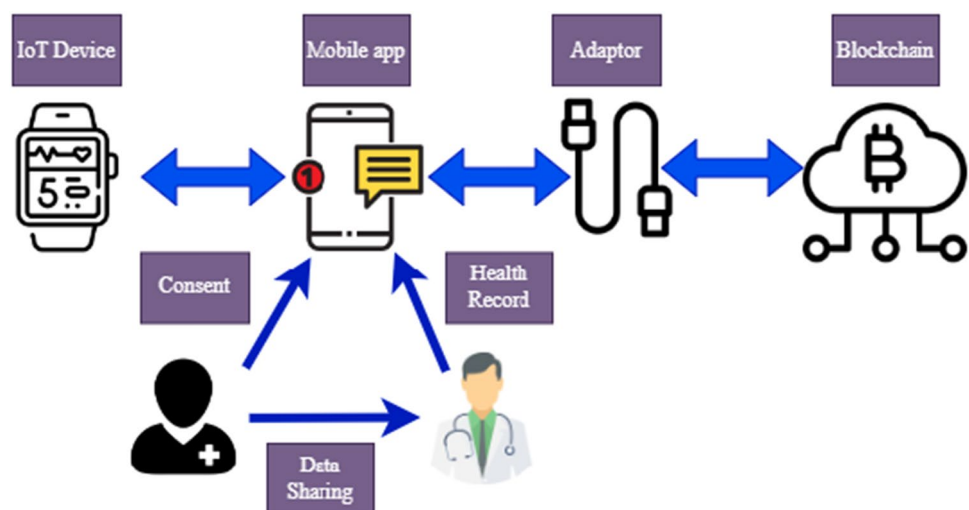 IoT Device
Mobile app
Adaptor
Blockchain
1
5
Consent
Health
Record
Data
Sharing